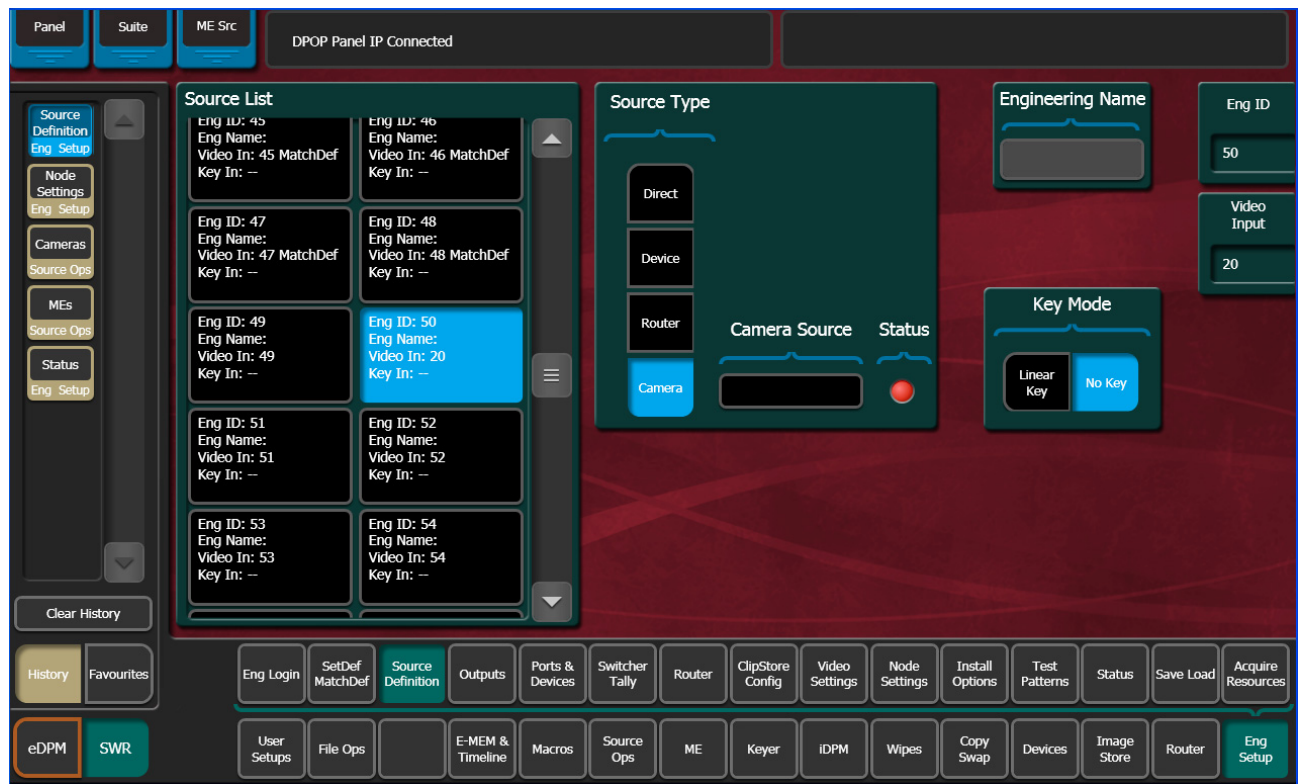 Panel
Suite
ME Src
DPOP Panel IP Connected
Source
Definition
Eng Setup
Node
Settings
Eng Setup
Cameras
Source Ops
MEs
Source Ops
Status
Eng Setup
Clear History
History
Favourites
eDPM
SWR
Source List
Eng ID: 45
Eng Name:
Video In: 45 MatchDef
Key In: --
Eng ID: 46
Eng Name:
Video In: 46 MatchDef
Key In: --
Eng ID: 47
Eng Name:
Video In: 47 MatchDef
Key In: --
Eng ID: 48
Eng Name:
Video In: 48 MatchDef
Key In: --
Eng ID: 49
Eng Name:
Video In: 49
Key In: --
Eng ID: 50
Eng Name:
Video In: 20
Key In: --
Eng ID: 51
Eng Name:
Video In: 51
Key In: --
Eng ID: 52
Eng Name:
Video In: 52
Key In: --
Eng ID: 53
Eng Name:
Video In: 53
Key In: --
Eng ID: 54
Eng Name:
Video In: 54
Key In: --
Source Type
Direct
Device
Router
Camera
Camera Source
Status
Engineering Name
Eng ID
50
Video
Input
20
Key Mode
Linear
Key
No Key
Eng Login
SetDef
MatchDef
Source
Definition
Outputs
Ports &
Devices
Switcher
Tally
Router
ClipStore
Config
Video
Settings
Node
Settings
Install
Options
Test
Patterns
Status
Save Load
Acquire
Resources
User
Setups
File Ops
E-MEM &
Timeline
Macros
Source
Ops
ME
Keyer
iDPM
Wipes
Copy
Swap
Devices
Image
Store
Router
Eng
Setup